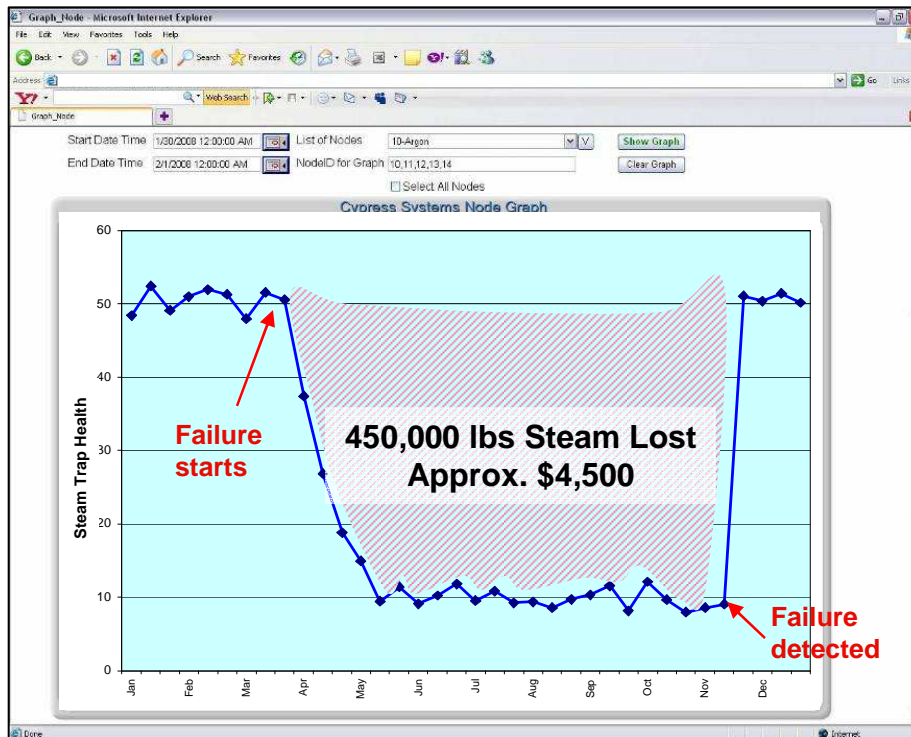 Graph_Node - Microsoft Internet Explorer
File Edit View Favorites Tools Help
Back Search Favorites
Address Go Links
Y! Web Search
Graph_Node
Start Date Time 1/30/2008 12:00:00 AM List of Nodes 10-Argon V Show Graph
End Date Time 2/1/2008 12:00:00 AM NodeID for Graph 10,11,12,13,14 Clear Graph
Select All Nodes
Cypress Systems Node Graph
60
50
40
30
20
10
0
Steam Trap Health
Failure
starts
450,000 lbs Steam Lost
Approx. $4,500
Failure
detected
Jan Feb Mar Apr May Jun Jul Aug Sep Oct Nov Dec
Done Internet